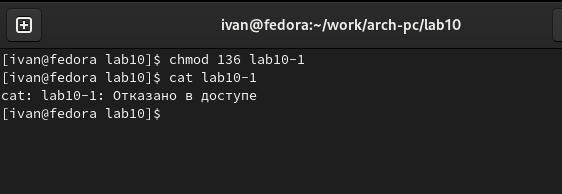 ivan@fedora:~/work/arch-pc/lab10
[ivan@fedora lab10]$ chmod 136 lab10-1
[ivan@fedora lab10]$ cat lab10-1
cat: lab10-1: Отказано в доступе
[ivan@fedora lab10]$